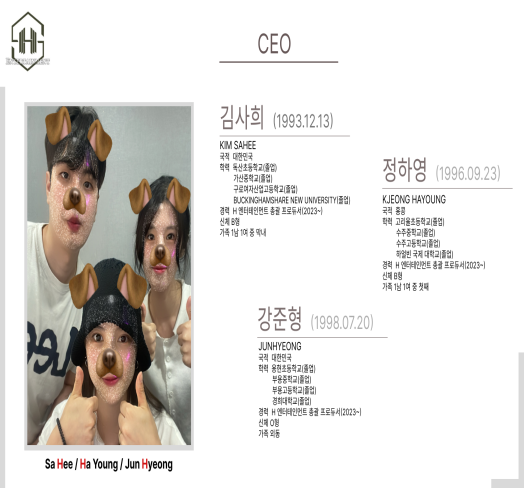 CEO
김사희 (1993.12.13)
KIM SAHEE
국적 대한민국
학력 독산초등학교(졸업)
가산중학교(졸업)
구로여자산업고등학교(졸업)
BUCKINGHAMSHARE NEW UNIVERSITY(졸업)
경력 H 엔터테인먼트 총괄 프로듀서(2023~)
신체 B형
가족 1남 1여 중 막내
정하영 (1996.09.23)
KJEONG HAYOUNG
국적 홍콩
학력 고리울초등학교(졸업)
수주중학교(졸업)
수주고등학교(졸업)
하얼빈 국제 대학교(졸업)
경력 H 엔터테인먼트 총괄 프로듀서(2023~)
신체 B형
가족 1남 1여 중 첫째
강준형 (1998.07.20)
JUNHYEONG
국적 대한민국
학력 용현초등학교(졸업)
부용중학교(졸업)
부용고등학교(졸업)
경희대학교(졸업)
경력 H 엔터테인먼트 총괄 프로듀서(2023~)
신체 O형
가족 외동
Sa Hee / Ha Young / Jun Hyeong